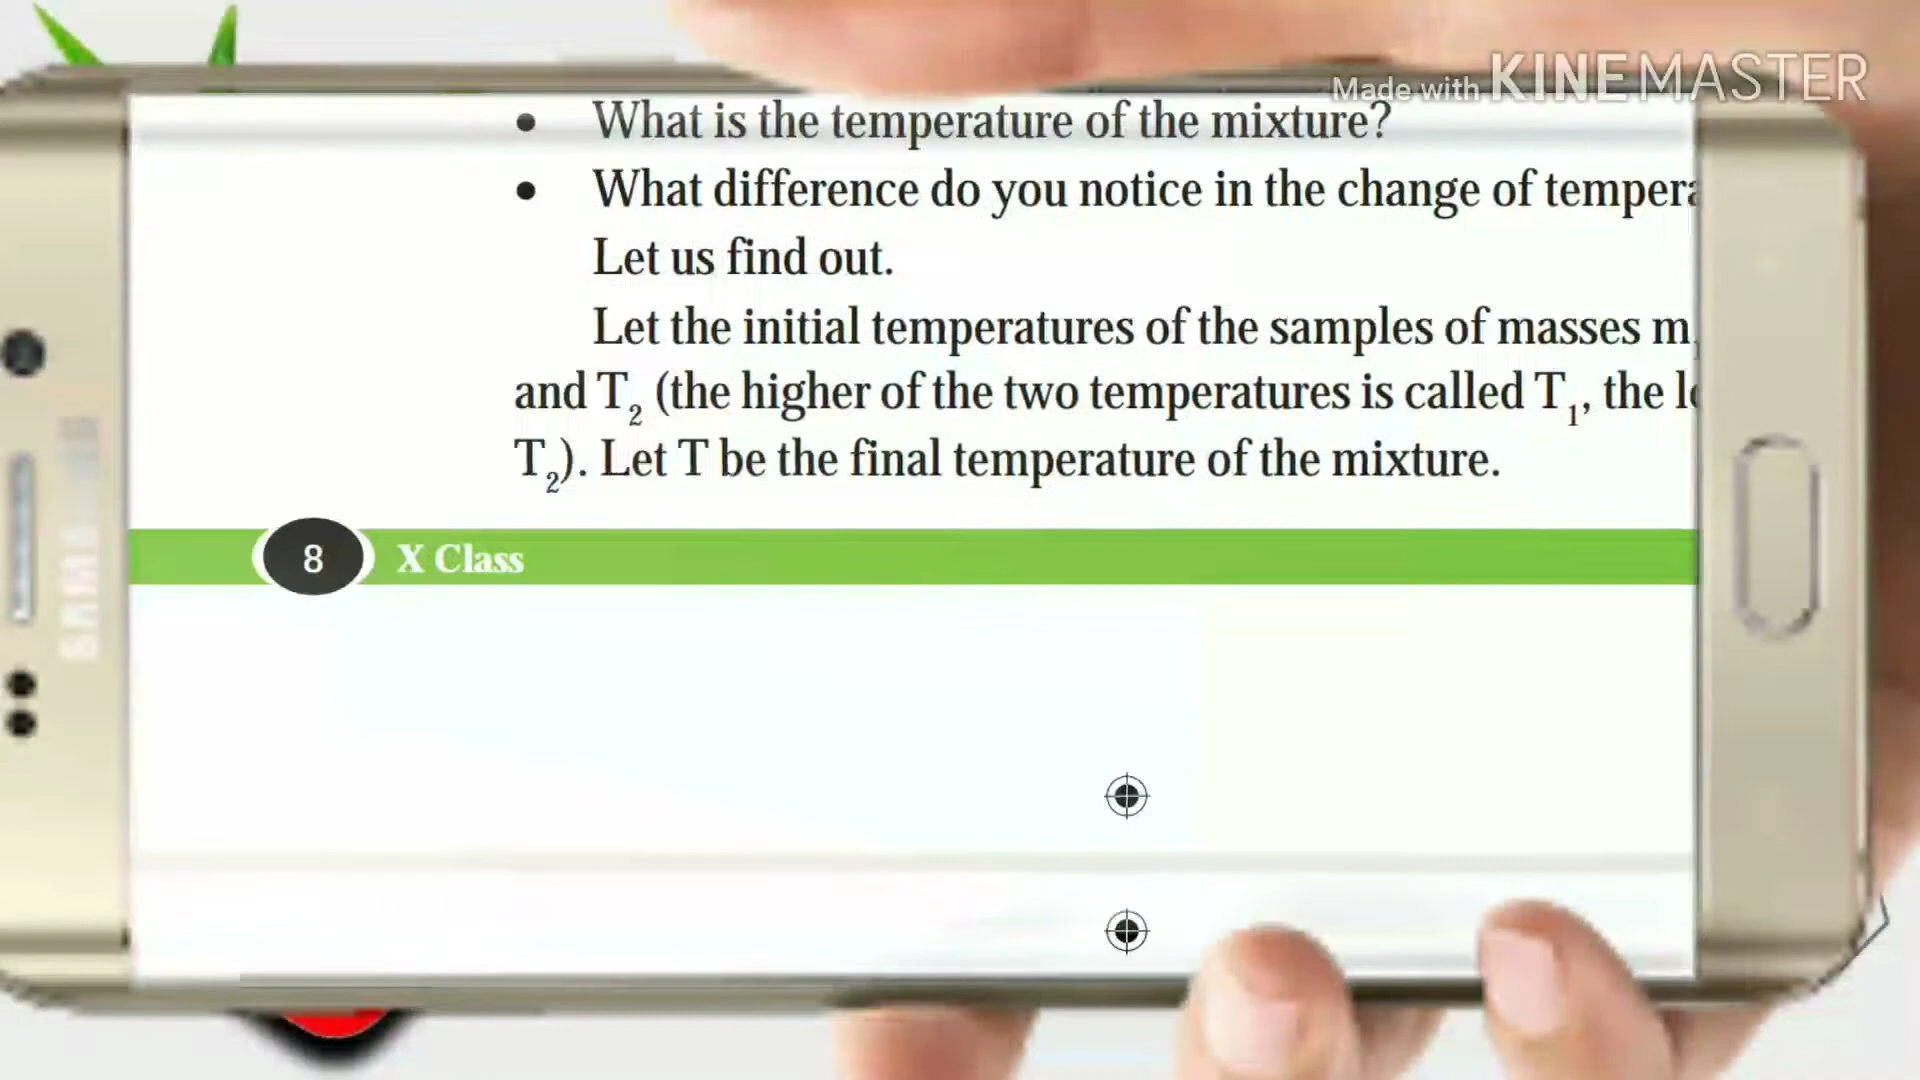 Made with KINEMASTER
• What is the temperature of the mixture?
• What difference do you notice in the change of
Let us find out.
Let the initial temperatures of the samples of masses m
and T2 (the higher of the two temperatures is called T1, the
T2). Let T be the final temperature of the mixture.
8 X Class
SAMSUNG